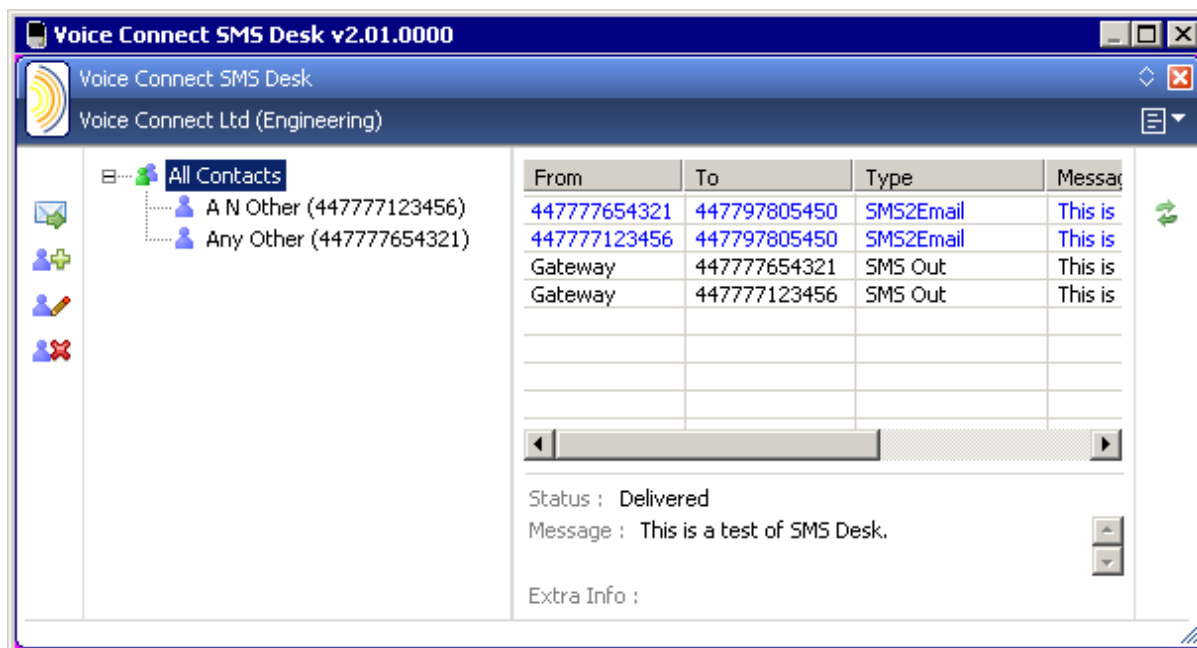 Voice Connect SMS Desk v2.01.0000
Voice Connect SMS Desk
Voice Connect Ltd (Engineering)
All Contacts
A N Other (447777123456)
Any Other (447777654321)
From To Type Messag
447777654321 447797805450 SMS2Email This is
447777123456 447797805450 SMS2Email This is
Gateway 447777654321 SMS Out This is
Gateway 447777123456 SMS Out This is
Status : Delivered
Message : This is a test of SMS Desk.
Extra Info :